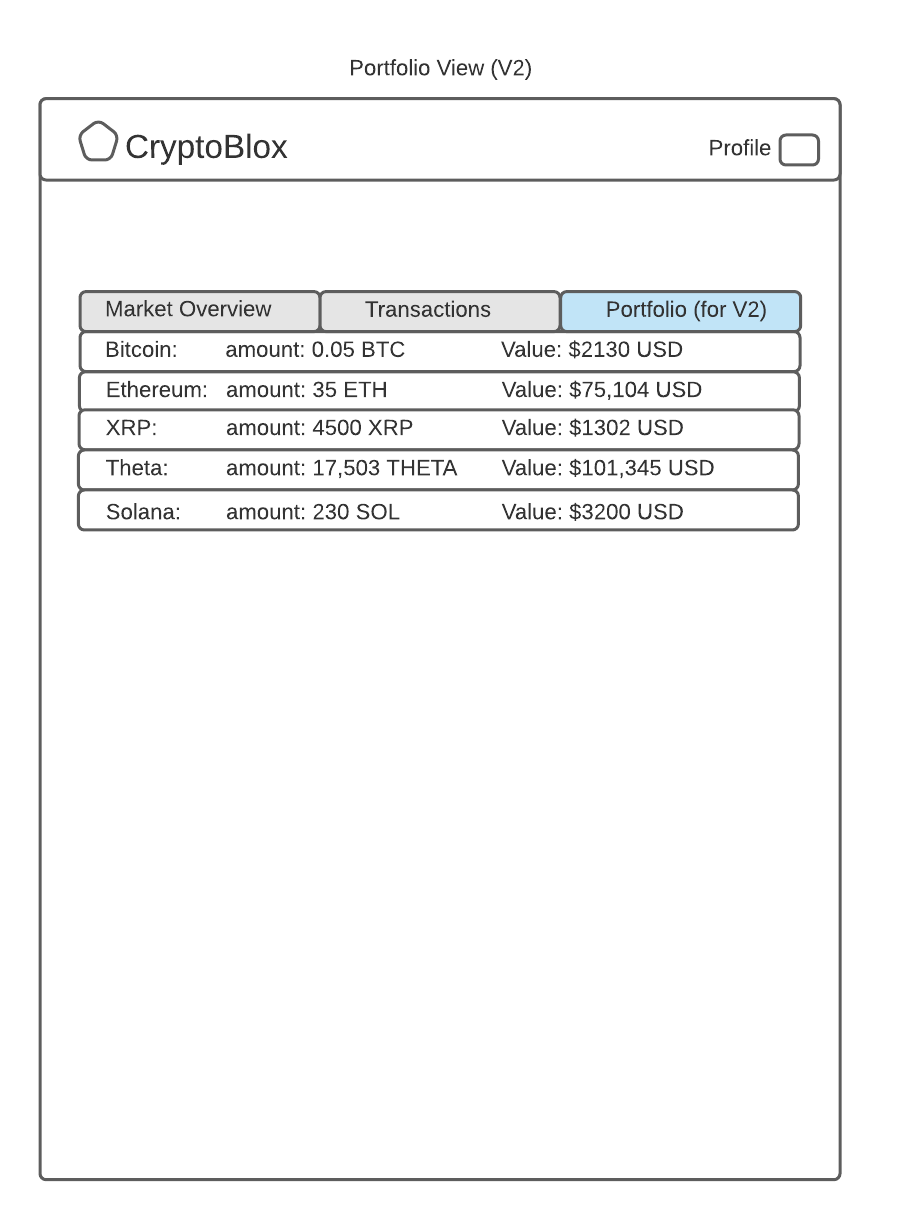 Portfolio View (V2)
CryptoBlox
Profile
Market Overview Transactions Portfolio (for V2)
Bitcoin: amount: 0.05 BTC Value: $2130 USD
Ethereum: amount: 35 ETH Value: $75,104 USD
XRP: amount: 4500 XRP Value: $1302 USD
Theta: amount: 17,503 THETA Value: $101,345 USD
Solana: amount: 230 SOL Value: $3200 USD